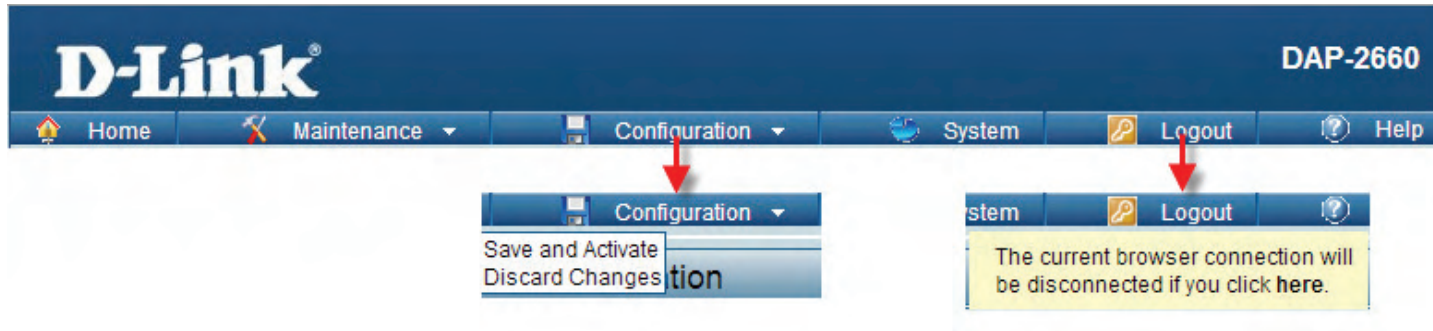 D-Link®
DAP-2660
Home Maintenance Configuration System Logout Help
Configuration
Save and Activate
Discard Changes tion
stem Logout
The current browser connection will
be disconnected if you click here.